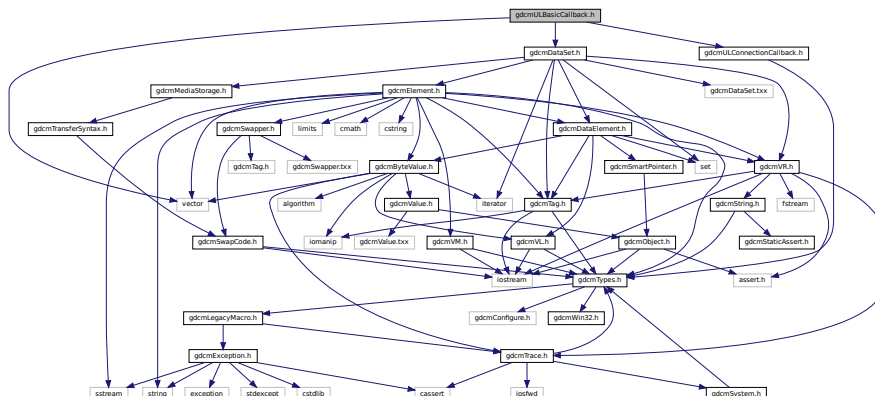 gdcmULBasicCallback.h
gdcmDataSet.h
gdcmULConnectionCallback.h
gdcmMediaStorage.h
gdcmElement.h
gdcmDataSet.txx
gdcmTransferSyntax.h
gdcmSwapper.h
limits
cmath
cstring
gdcmDataElement.h
gdcmTag.h
gdcmSwapper.txx
gdcmByteValue.h
gdcmSmartPointer.h
set
gdcmVR.h
vector
algorithm
gdcmValue.h
iterator
gdcmTag.h
gdcmString.h
fstream
gdcmSwapCode.h
iomanip
gdcmValue.txx
gdcmVM.h
gdcmVL.h
gdcmObject.h
gdcmStaticAssert.h
iostream
gdcmTypes.h
assert.h
gdcmLegacyMacro.h
gdcmConfigure.h
gdcmWin32.h
gdcmException.h
gdcmTrace.h
sstream
string
exception
stdexcept
cstdlib
cassert
iosfwd
gdcmSystem.h